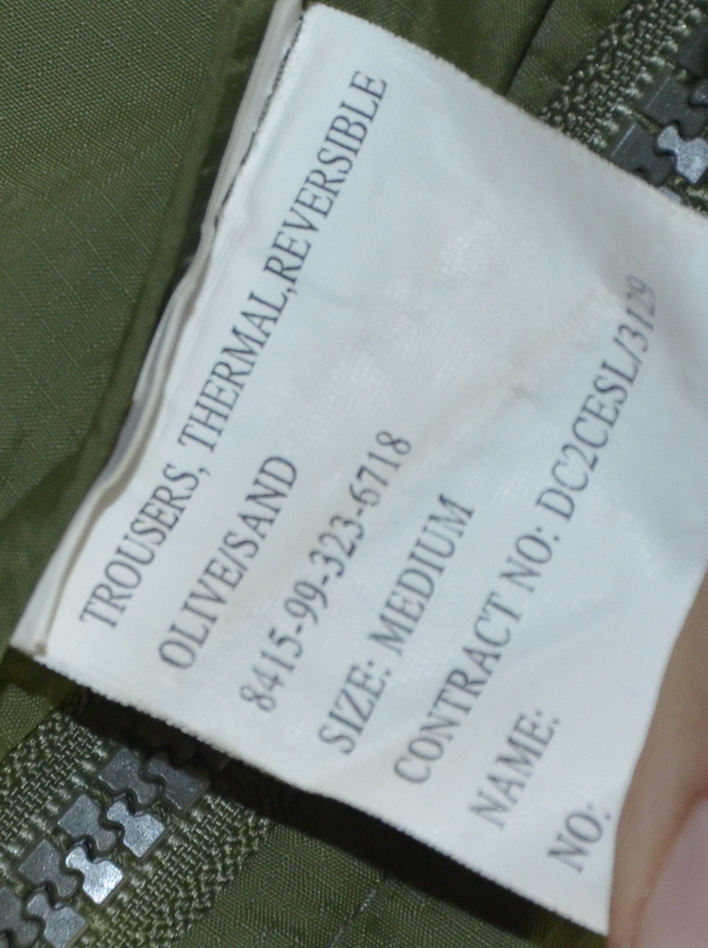 TROUSERS, THERMAL,REVERSIBLE
OLIVE/SAND
8415-99-323-6718
SIZE: MEDIUM
CONTRACT NO: DC2CESL/3129
NAME:
NO: